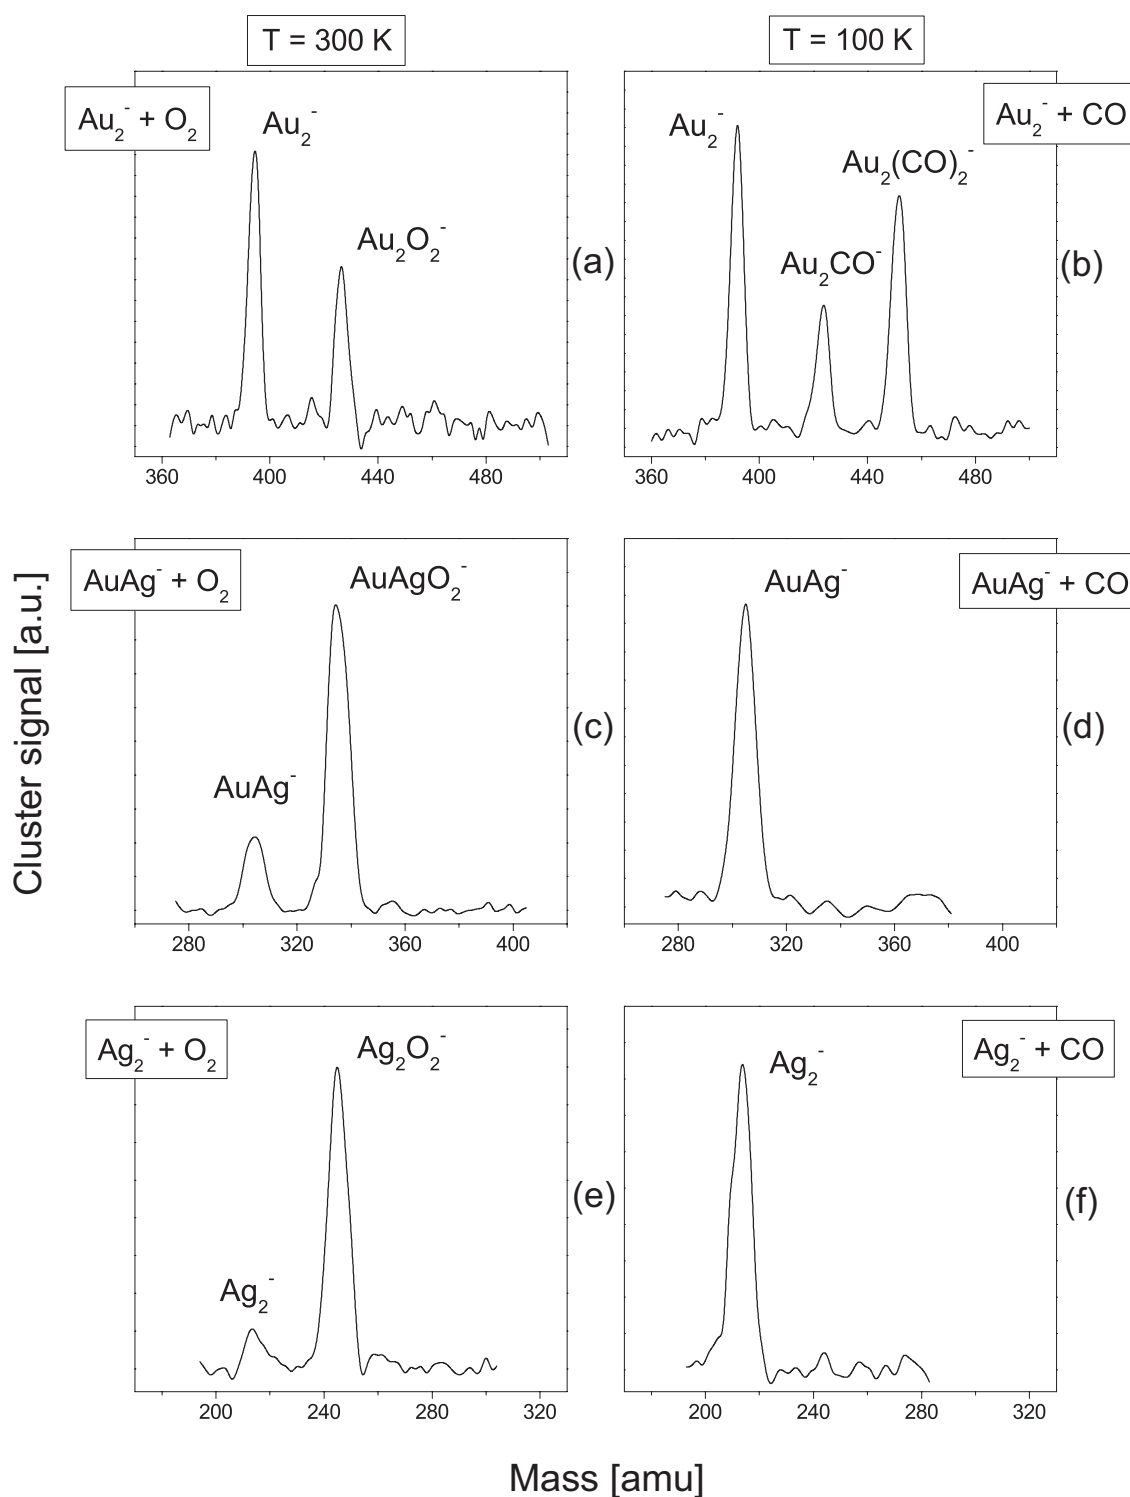 T = 300 K
T = 100 K
Au₂⁻ + O₂
Au₂⁻
Au₂O₂⁻
(a)
360 400 440 480
Au₂⁻ + CO
Au₂⁻
Au₂CO⁻
Au₂(CO)₂⁻
(b)
360 400 440 480
Cluster signal [a.u.]
AuAg⁻ + O₂
AuAgO₂⁻
AuAg⁻
(c)
280 320 360 400
AuAg⁻ + CO
AuAg⁻
(d)
280 320 360 400
Ag₂⁻ + O₂
Ag₂O₂⁻
Ag₂⁻
(e)
200 240 280 320
Ag₂⁻ + CO
Ag₂⁻
(f)
200 240 280 320
Mass [amu]